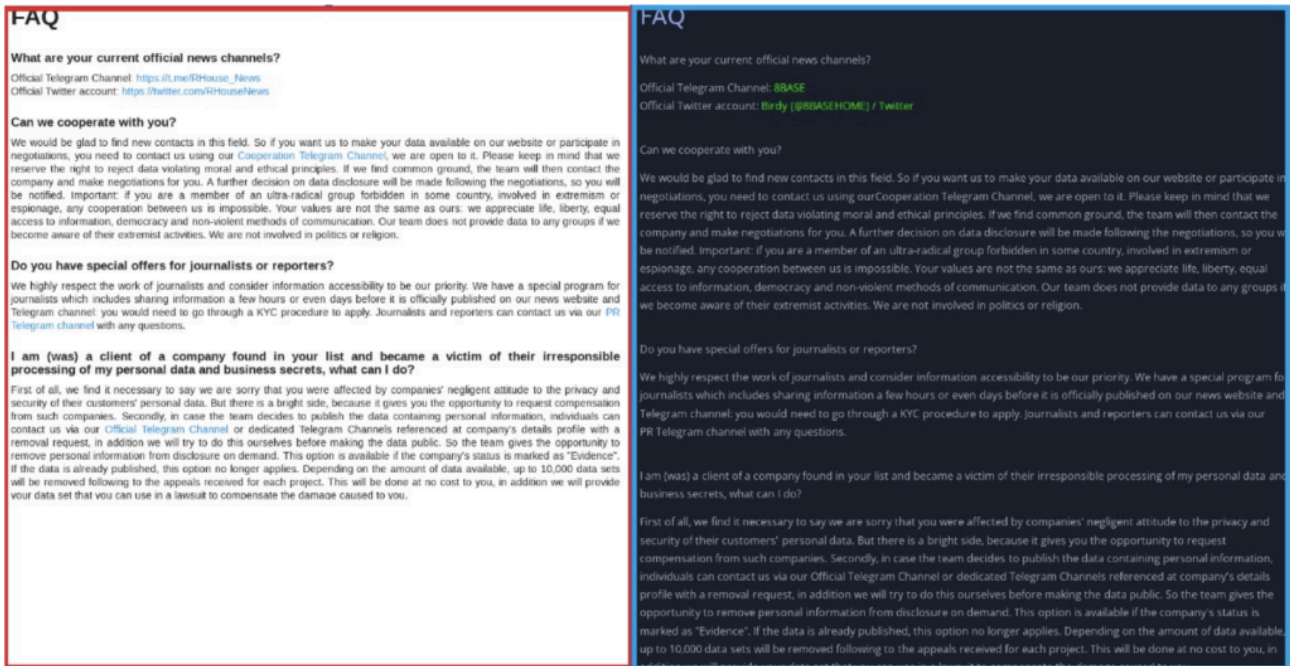 FAQ
What are your current official news channels?
Official Telegram Channel: https://t.me/RHouse_News
Official Twitter account: https://twitter.com/RHouseNews
Can we cooperate with you?
We would be glad to find new contacts in this field. So if you want us to make your data available on our website or participate in
negotiations, you need to contact us using our Cooperation Telegram Channel, we are open to it. Please keep in mind that we
reserve the right to reject data violating moral and ethical principles. If we find common ground, the team will then contact the
company and make negotiations for you. A further decision on data disclosure will be made following the negotiations, so you will
be notified. Important: if you are a member of an ultra-radical group forbidden in some country, involved in extremism or
espionage, any cooperation between us is impossible. Your values are not the same as ours: we appreciate life, liberty, equal
access to information, democracy and non-violent methods of communication. Our team does not provide data to any groups if we
become aware of their extremist activities. We are not involved in politics or religion.
Do you have special offers for journalists or reporters?
We highly respect the work of journalists and consider information accessibility to be our priority. We have a special program for
journalists which includes sharing information a few hours or even days before it is officially published on our news website and
Telegram channel: you would need to go through a KYC procedure to apply. Journalists and reporters can contact us via our PR
Telegram channel with any questions.
I am (was) a client of a company found in your list and became a victim of their irresponsible
processing of my personal data and business secrets, what can I do?
First of all, we find it necessary to say we are sorry that you were affected by companies' negligent attitude to the privacy and
security of their customers' personal data. But there is a bright side, because it gives you the opportunity to request compensation
from such companies. Secondly, in case the team decides to publish the data containing personal information, individuals can
contact us via our Official Telegram Channel or dedicated Telegram Channels referenced at company's details profile with a
removal request, in addition we will try to do this ourselves before making the data public. So the team gives the opportunity to
remove personal information from disclosure on demand. This option is available if the company's status is marked as "Evidence".
If the data is already published, this option no longer applies. Depending on the amount of data available, up to 10,000 data sets
will be removed following to the appeals received for each project. This will be done at no cost to you, in addition we will provide
your data set that you can use in a lawsuit to compensate the damage caused to you.
FAQ
What are your current official news channels?
Official Telegram Channel: 8BASE
Official Twitter account: Birdy (@8BASEHOME) / Twitter
Can we cooperate with you?
We would be glad to find new contacts in this field. So if you want us to make your data available on our website or participate in
negotiations, you need to contact us using ourCooperation Telegram Channel, we are open to it. Please keep in mind that we
reserve the right to reject data violating moral and ethical principles. If we find common ground, the team will then contact the
company and make negotiations for you. A further decision on data disclosure will be made following the negotiations, so you w
be notified. Important: if you are a member of an ultra-radical group forbidden in some country, involved in extremism or
espionage, any cooperation between us is impossible. Your values are not the same as ours: we appreciate life, liberty, equal
access to information, democracy and non-violent methods of communication. Our team does not provide data to any groups if
we become aware of their extremist activities. We are not involved in politics or religion.
Do you have special offers for journalists or reporters?
We highly respect the work of journalists and consider information accessibility to be our priority. We have a special program fo
journalists which includes sharing information a few hours or even days before it is officially published on our news website and
Telegram channel: you would need to go through a KYC procedure to apply. Journalists and reporters can contact us via our
PR Telegram channel with any questions.
I am (was) a client of a company found in your list and became a victim of their irresponsible processing of my personal data and
business secrets, what can I do?
First of all, we find it necessary to say we are sorry that you were affected by companies' negligent attitude to the privacy and
security of their customers' personal data. But there is a bright side, because it gives you the opportunity to request
compensation from such companies. Secondly, in case the team decides to publish the data containing personal information,
individuals can contact us via our Official Telegram Channel or dedicated Telegram Channels referenced at company's details
profile with a removal request, in addition we will try to do this ourselves before making the data public. So the team gives the
opportunity to remove personal information from disclosure on demand. This option is available if the company's status is
marked as "Evidence". If the data is already published, this option no longer applies. Depending on the amount of data available,
up to 10,000 data sets will be removed following to the appeals received for each project. This will be done at no cost to you, in